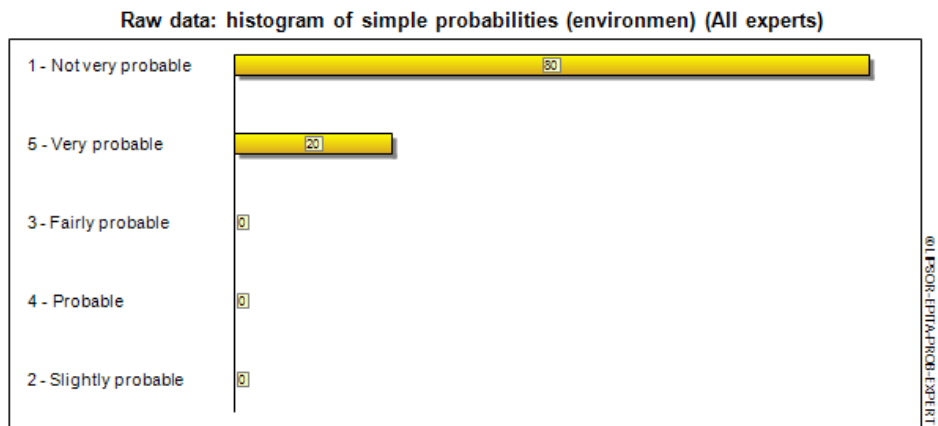 Raw data: histogram of simple probabilities (environmen) (All experts)
1 - Not very probable
80
5 - Very probable
20
3 - Fairly probable
0
4 - Probable
0
2 - Slightly probable
0
©LIPSOR-EPITA-PROB-EXPERT